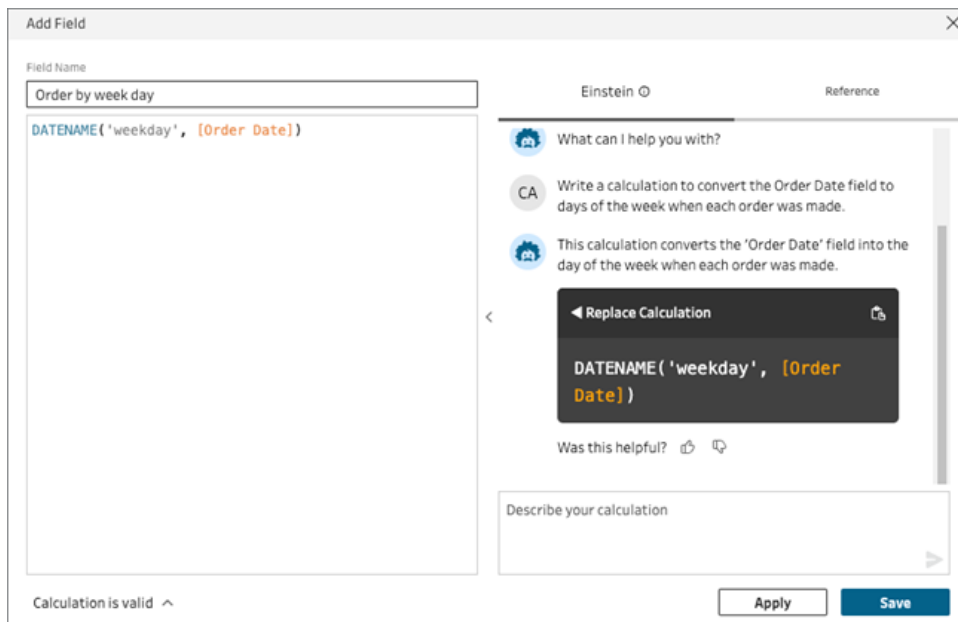 Add Field
Field Name
Order by week day
DATENAME('weekday', [Order Date])
Einstein
Reference
What can I help you with?
CA
Write a calculation to convert the Order Date field to
days of the week when each order was made.
This calculation converts the 'Order Date' field into the
day of the week when each order was made.
Replace Calculation
DATENAME('weekday', [Order
Date])
Was this helpful?
Describe your calculation
Calculation is valid
Apply
Save